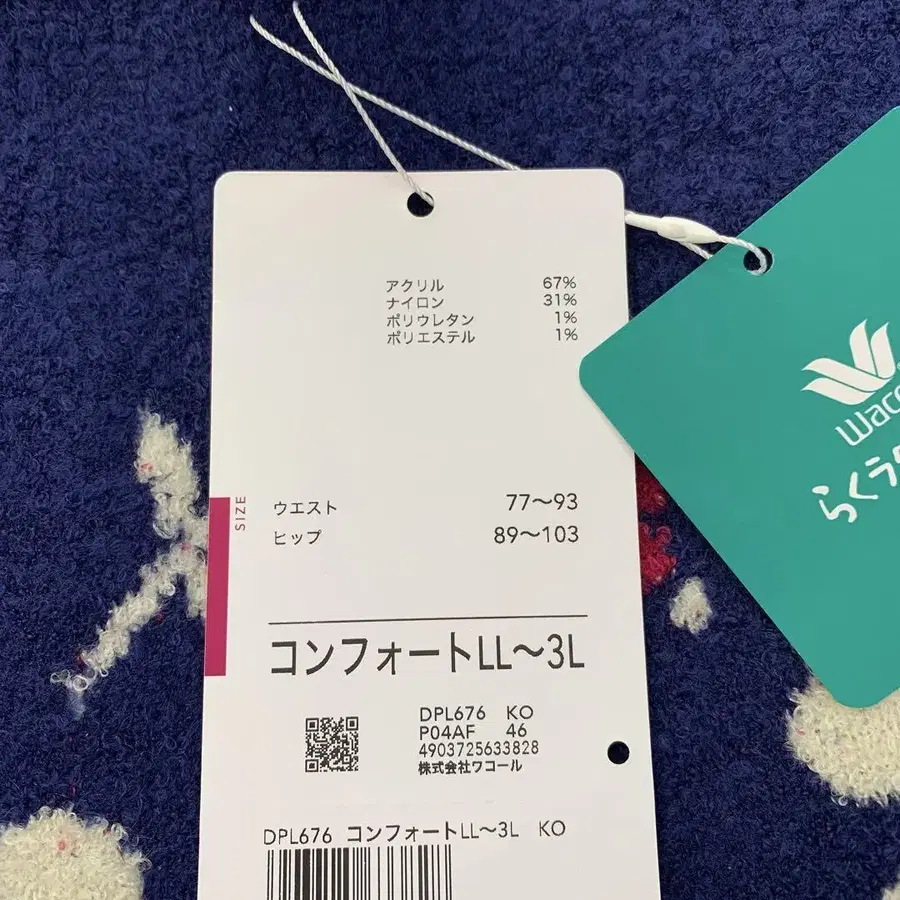 アクリル 67%
ナイロン 31%
ポリウレタン 1%
ポリエステル 1%
SIZE
ウエスト 77〜93
ヒップ 89〜103
コンフォートLL〜3L
DPL676 KO
P04AF 46
4903725633828
株式会社ワコール
DPL676 コンフォートLL〜3L KO
Waco
らくラ